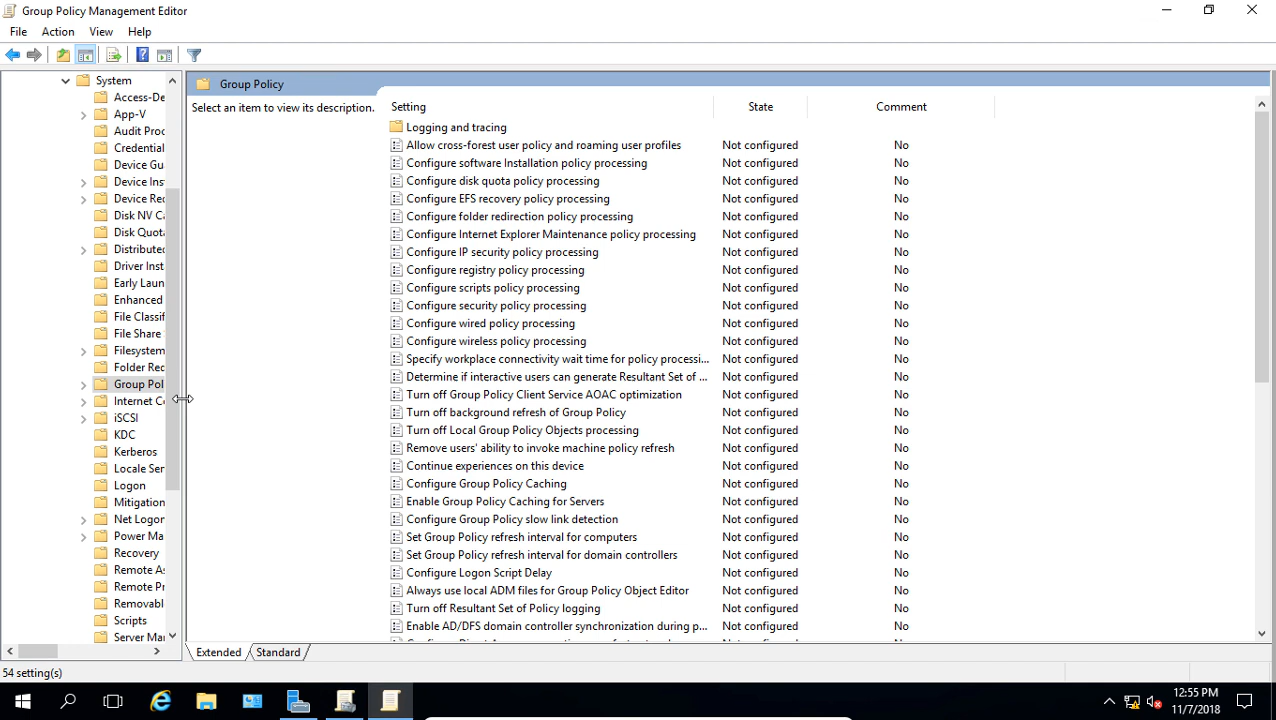 Group Policy Management Editor
File Action View Help
System
Access-De
App-V
Audit Proc
Credential
Device Gu
Device Ins
Device Red
Disk NV Ca
Disk Quota
Distributed
Driver Inst
Early Laun
Enhanced
File Classif
File Share
Filesystem
Folder Red
Group Pol
Internet Co
iSCSI
KDC
Kerberos
Locale Ser
Logon
Mitigation
Net Logon
Power Ma
Recovery
Remote As
Remote Pr
Removabl
Scripts
Server Man
Group Policy
Select an item to view its description.
Setting State Comment
Logging and tracing
Allow cross-forest user policy and roaming user profiles Not configured No
Configure software Installation policy processing Not configured No
Configure disk quota policy processing Not configured No
Configure EFS recovery policy processing Not configured No
Configure folder redirection policy processing Not configured No
Configure Internet Explorer Maintenance policy processing Not configured No
Configure IP security policy processing Not configured No
Configure registry policy processing Not configured No
Configure scripts policy processing Not configured No
Configure security policy processing Not configured No
Configure wired policy processing Not configured No
Configure wireless policy processing Not configured No
Specify workplace connectivity wait time for policy processi... Not configured No
Determine if interactive users can generate Resultant Set of ... Not configured No
Turn off Group Policy Client Service AOAC optimization Not configured No
Turn off background refresh of Group Policy Not configured No
Turn off Local Group Policy Objects processing Not configured No
Remove users' ability to invoke machine policy refresh Not configured No
Continue experiences on this device Not configured No
Configure Group Policy Caching Not configured No
Enable Group Policy Caching for Servers Not configured No
Configure Group Policy slow link detection Not configured No
Set Group Policy refresh interval for computers Not configured No
Set Group Policy refresh interval for domain controllers Not configured No
Configure Logon Script Delay Not configured No
Always use local ADM files for Group Policy Object Editor Not configured No
Turn off Resultant Set of Policy logging Not configured No
Enable AD/DFS domain controller synchronization during p... Not configured No
Extended Standard
54 setting(s)
12:55 PM
11/7/2018